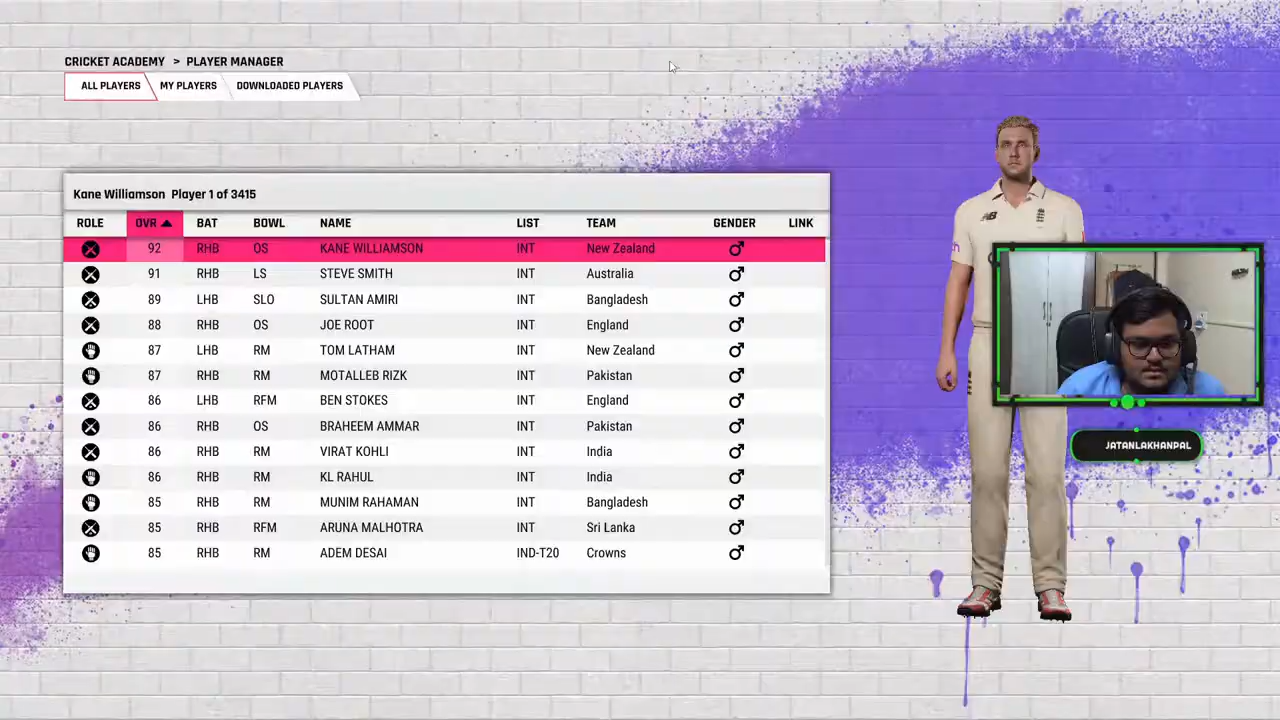 CRICKET ACADEMY > PLAYER MANAGER
ALL PLAYERS MY PLAYERS DOWNLOADED PLAYERS
Kane Williamson Player 1 of 3415
ROLE OVR BAT BOWL NAME LIST TEAM GENDER LINK
92 RHB OS KANE WILLIAMSON INT New Zealand
91 RHB LS STEVE SMITH INT Australia
89 LHB SLO SULTAN AMIRI INT Bangladesh
88 RHB OS JOE ROOT INT England
87 LHB RM TOM LATHAM INT New Zealand
87 RHB RM MOTALLEB RIZK INT Pakistan
86 LHB RFM BEN STOKES INT England
86 RHB OS BRAHEEM AMMAR INT Pakistan
86 RHB RM VIRAT KOHLI INT India
86 RHB RM KL RAHUL INT India
85 RHB RM MUNIM RAHAMAN INT Bangladesh
85 RHB RFM ARUNA MALHOTRA INT Sri Lanka
85 RHB RM ADEM DESAI IND-T20 Crowns
JATANLAKHANPAL